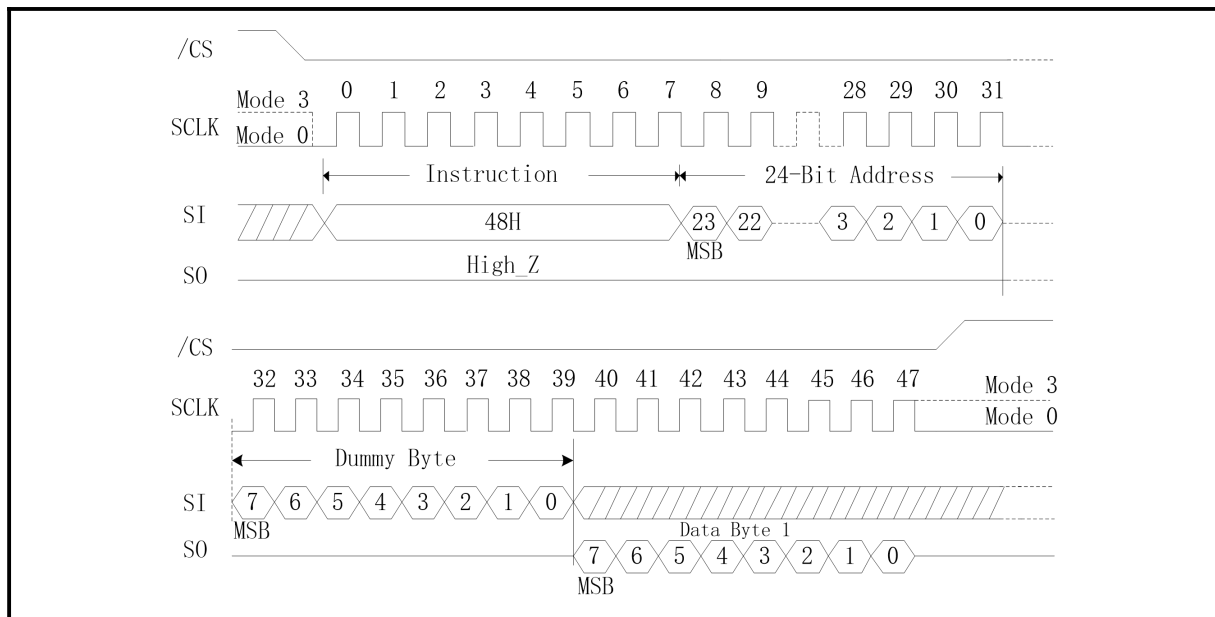 /CS
0 1 2 3 4 5 6 7 8 9 28 29 30 31
Mode 3
SCLK
Mode 0
Instruction 24-Bit Address
SI
48H 23 22 3 2 1 0
MSB
High_Z
SO
/CS
32 33 34 35 36 37 38 39 40 41 42 43 44 45 46 47
Mode 3
SCLK
Mode 0
Dummy Byte
SI
7 6 5 4 3 2 1 0
MSB
Data Byte 1
SO
7 6 5 4 3 2 1 0
MSB